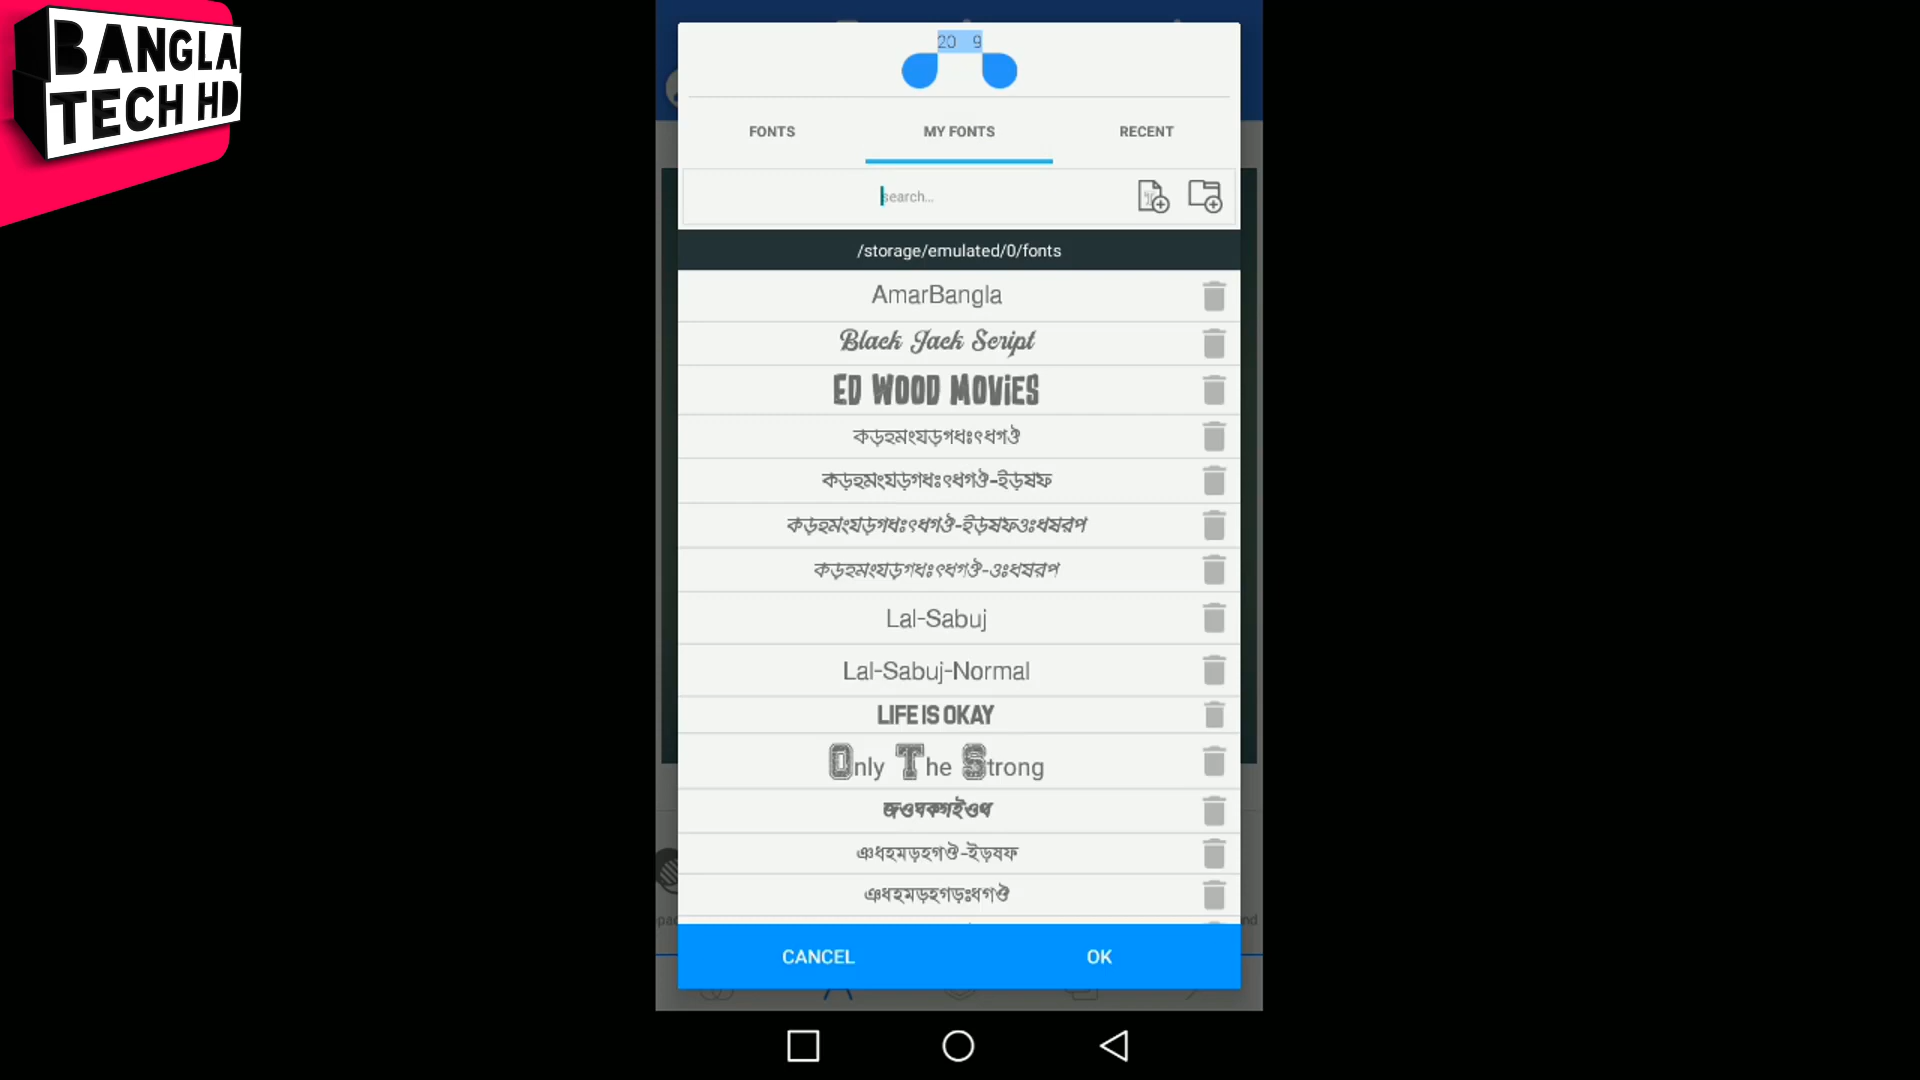 BANGLA
TECH HD
20 9
FONTS
MY FONTS
RECENT
search...
/storage/emulated/0/fonts
AmarBangla
Black Jack Script
ED WOOD MOViES
কড়হমংযড়গধঃৎধগঔ
কড়হমংযড়গধঃৎধগঔ-ইড়ষফ
কড়হমংযড়গধঃৎধগঔ-ইড়ষফওঃধষরপ
কড়হমংযড়গধঃৎধগঔ-ওঃধষরপ
Lal-Sabuj
Lal-Sabuj-Normal
LIFE IS OKAY
Only The Strong
ঞধহমড়হগঔ-ইড়ষফ
ঞধহমড়হগড়ঃধগঔ
CANCEL
OK